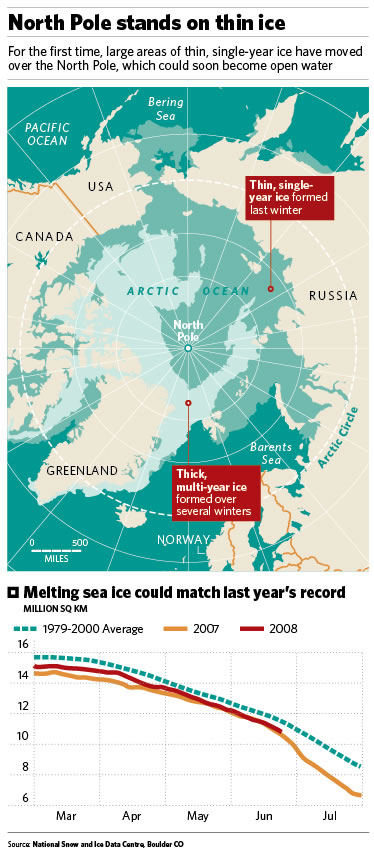 North Pole stands on thin ice
For the first time, large areas of thin, single-year ice have moved
over the North Pole, which could soon become open water
Bering
Sea
PACIFIC
OCEAN
USA
Thin, single-
year ice formed
last winter
CANADA
ARCTIC OCEAN
RUSSIA
North
Pole
Arctic Circle
Barents
Sea
GREENLAND
Thick,
multi-year ice
formed over
several winters
NORWAY
0 500
MILES
Melting sea ice could match last year's record
MILLION SQ KM
1979-2000 Average 2007 2008
16
14
12
10
8
6
Mar Apr May Jun Jul
Source: National Snow and Ice Data Centre, Boulder CO